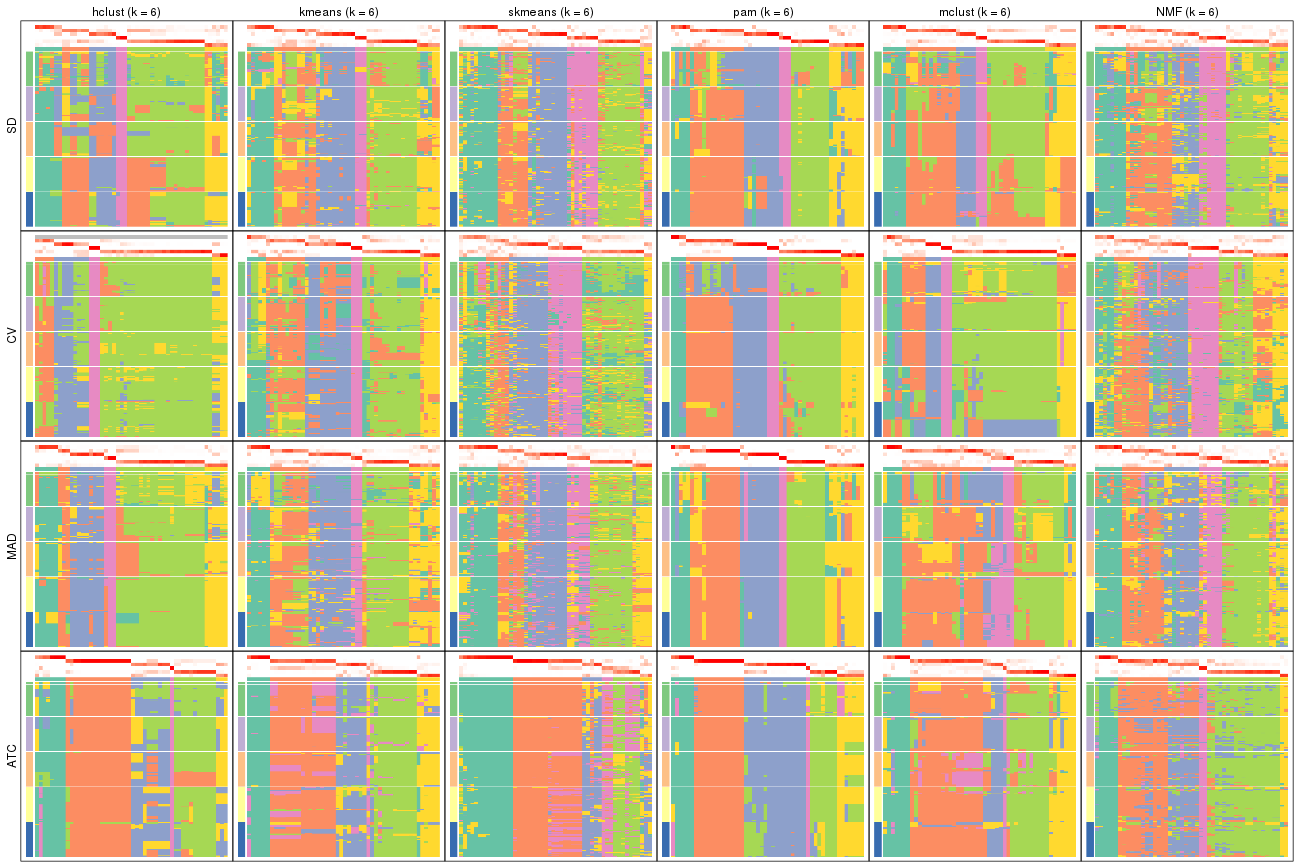 hclust (k = 6)
kmeans (k = 6)
skmeans (k = 6)
pam (k = 6)
mclust (k = 6)
NMF (k = 6)
SD
CV
MAD
ATC